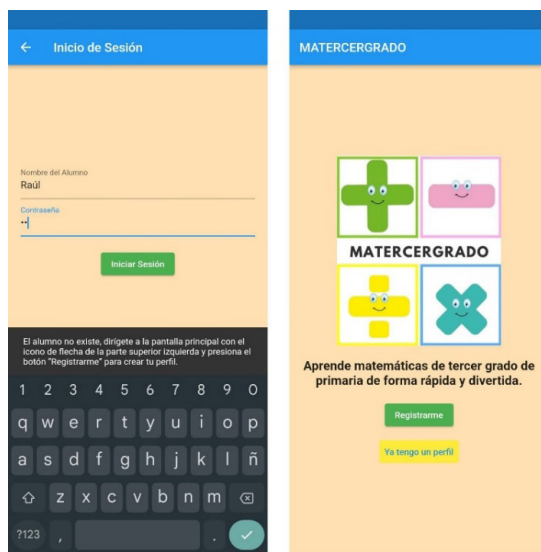 Inicio de Sesión
Nombre del Alumno
Raúl
Contraseña
Iniciar Sesión
El alumno no existe, dirígete a la pantalla principal con el
icono de flecha de la parte superior izquierda y presiona el
botón "Registrarme" para crear tu perfil.
1 2 3 4 5 6 7 8 9 0
q w e r t y u i o p
a s d f g h j k l ñ
z x c v b n m
?123 , .
MATERCERGRADO
MATERCERGRADO
Aprende matemáticas de tercer grado de
primaria de forma rápida y divertida.
Registrarme
Ya tengo un perfil